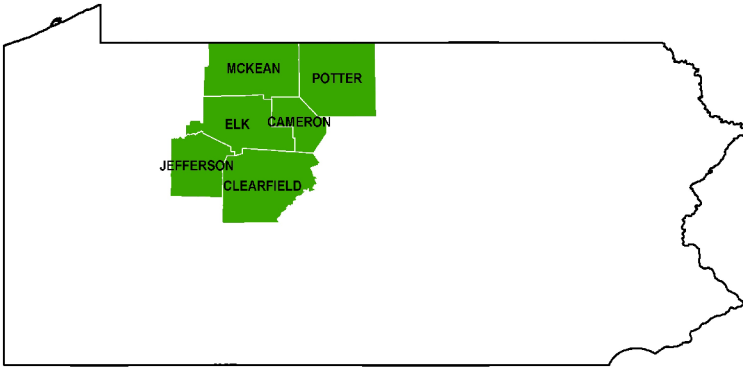 MCKEAN
POTTER
ELK
CAMERON
JEFFERSON
CLEARFIELD